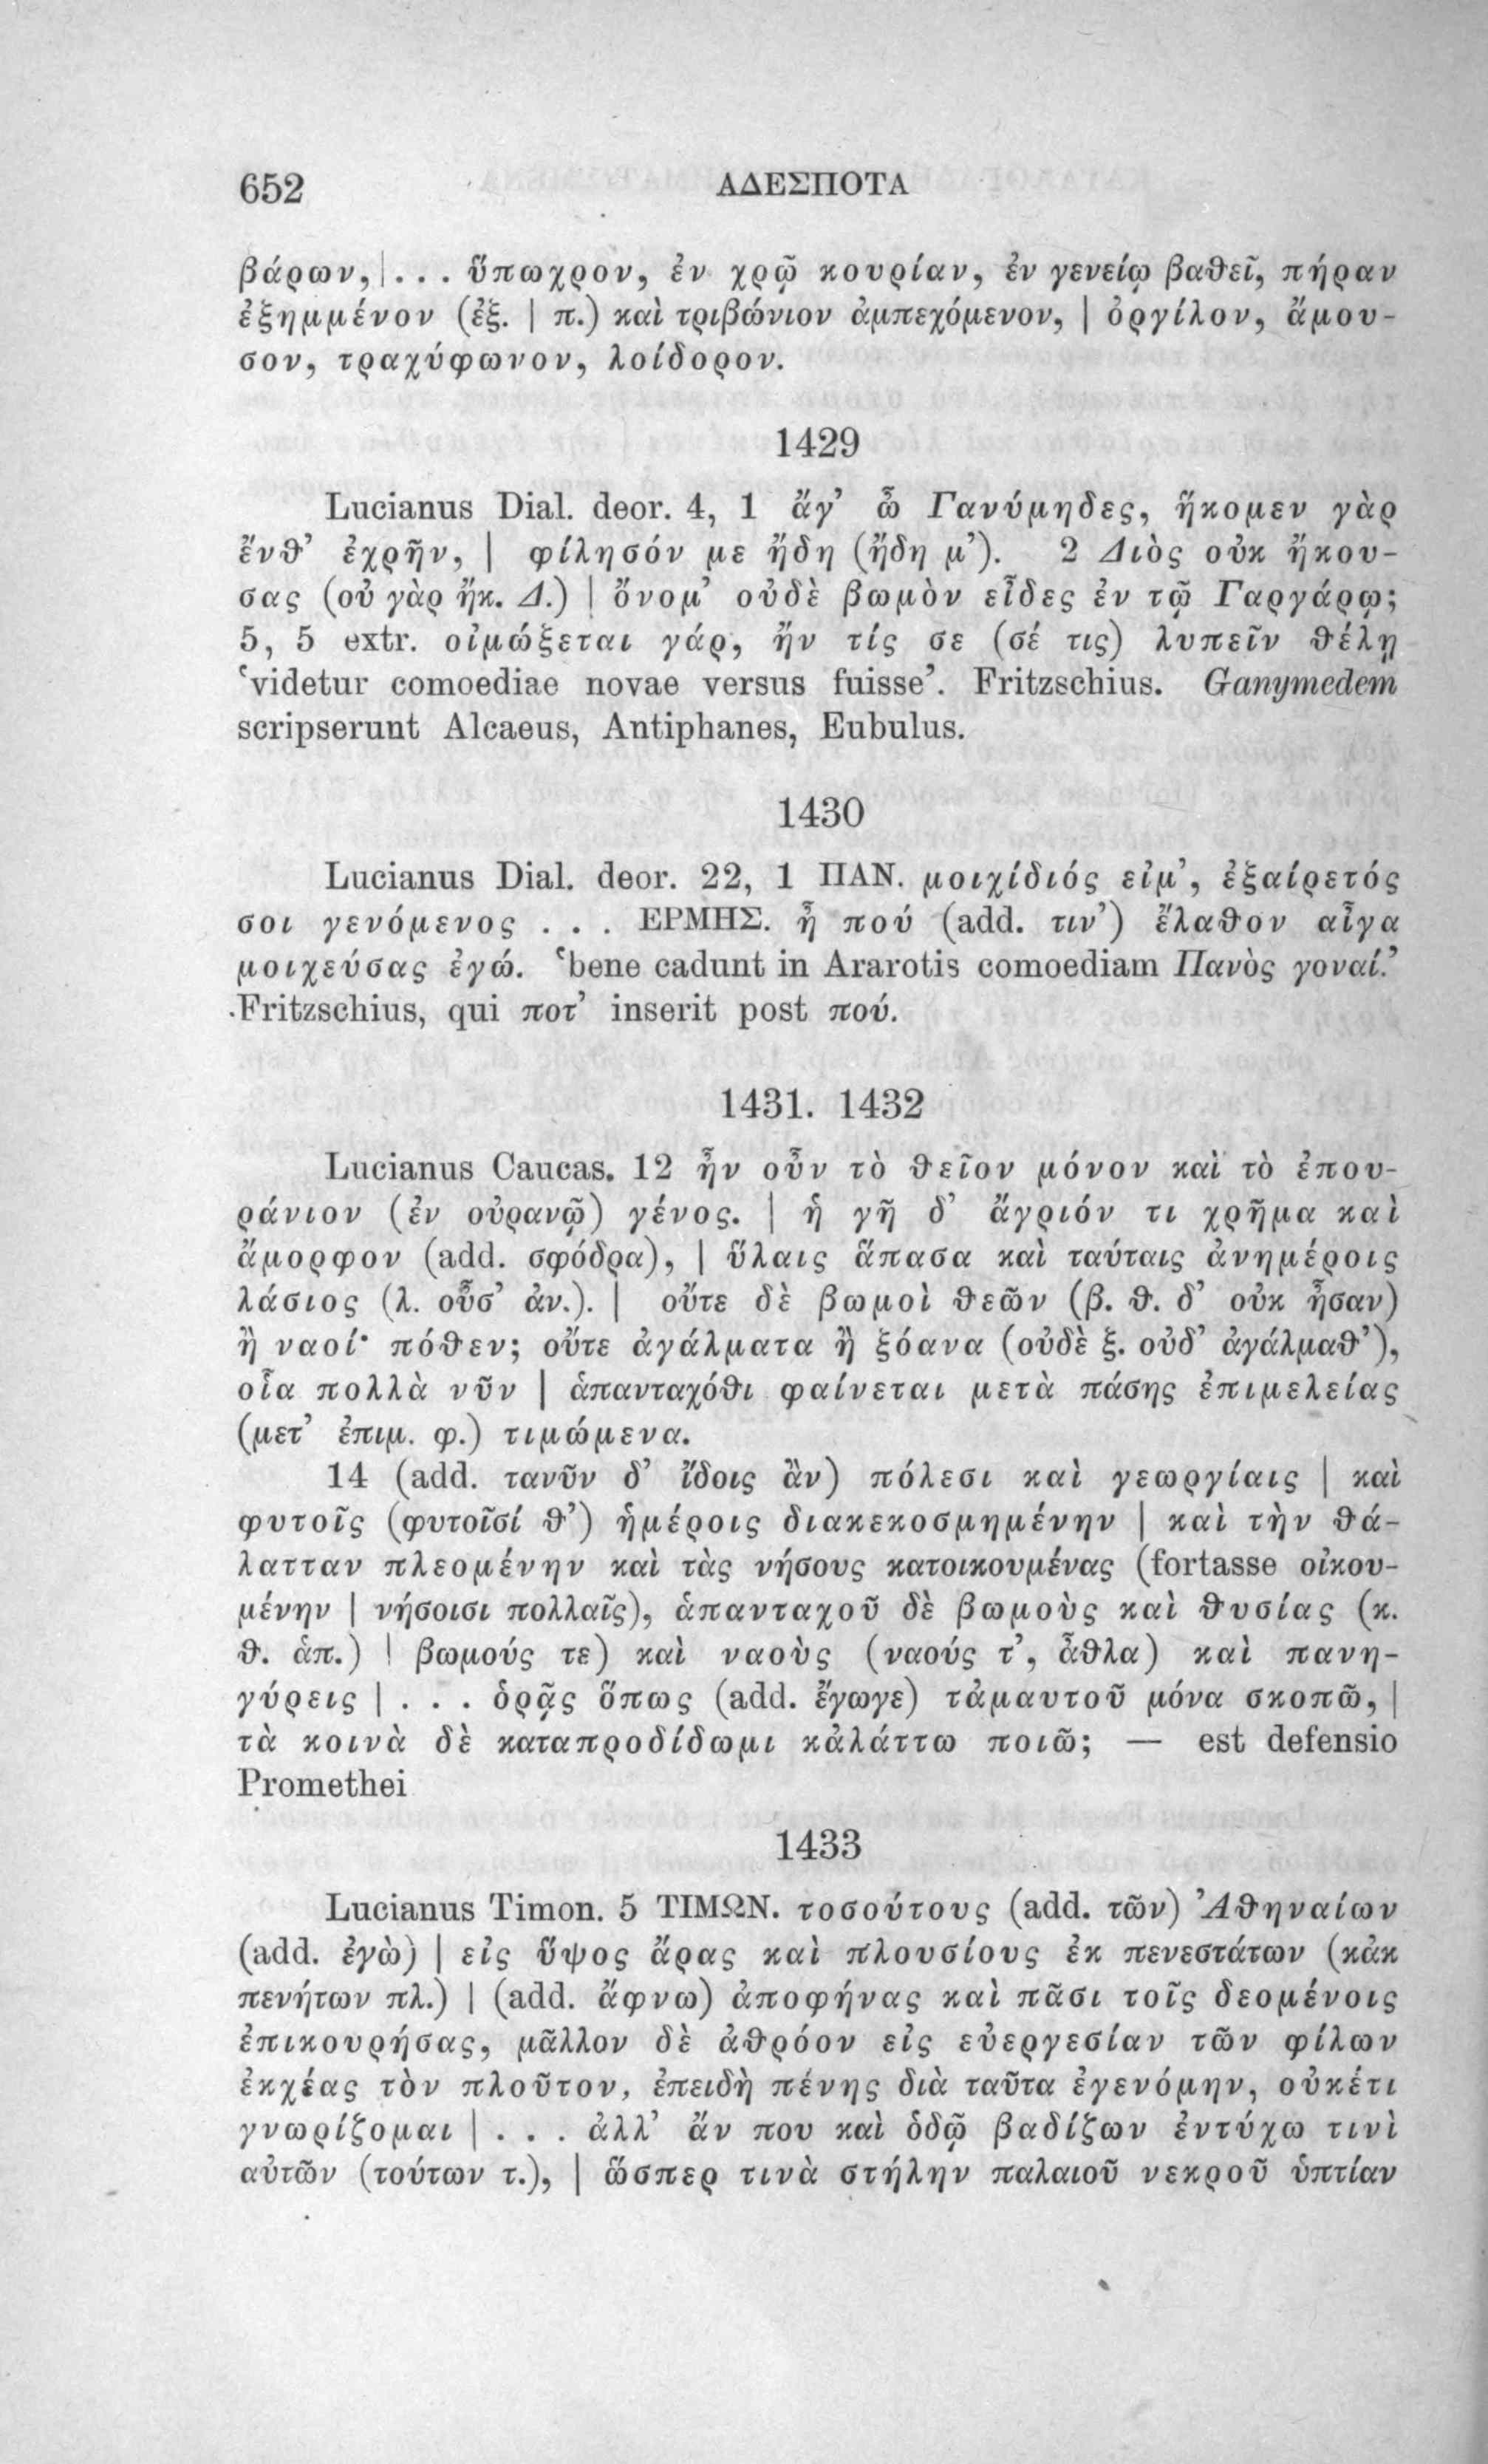 652 ΑΔΕΣΠΟΤΑ
βάρων, | . . . ὕπωχρον, ἐν χρῷ κουρίαν, ἐν γενείῳ βαθεῖ, πήραν
ἐξημμένον (ἐξ. | π.) καὶ τριβώνιον ἀμπεχόμενον, | ὀργίλον, ἄμου-
σον, τραχύφωνον, λοίδορον.
1429
Lucianus Dial. deor. 4, 1 ἄγ’ ὦ Γανύμηδες, ἥκομεν γὰρ
ἔνθ’ ἐχρῆν, | φίλησόν με ἤδη (ἤδη μ’). 2 Διὸς οὐκ ἤκου-
σας (οὐ γὰρ ἤκ. Δ.) | ὄνομ’ οὐδὲ βωμὸν εἶδες ἐν τῷ Γαργάρῳ;
5, 5 extr. οἰμώξεται γάρ, ἤν τίς σε (σέ τις) λυπεῖν θέλῃ
‘videtur comoediae novae versus fuisse’. Fritzschius. Ganymedem
scripserunt Alcaeus, Antiphanes, Eubulus.
1430
Lucianus Dial. deor. 22, 1 ΠΑΝ. μοιχίδιός εἰμ’, ἐξαίρετός
σοι γενόμενος . . . ΕΡΜΗΣ. ἦ πού (add. τιν’) ἔλαθον αἶγα
μοιχεύσας ἐγώ. ‘bene cadunt in Ararotis comoediam Πανὸς γοναί.’
Fritzschius, qui ποτ’ inserit post πού.
1431. 1432
Lucianus Caucas. 12 ἦν οὖν τὸ θεῖον μόνον καὶ τὸ ἐπου-
ράνιον (ἐν οὐρανῷ) γένος. | ἡ γῆ δ’ ἄγριόν τι χρῆμα καὶ
ἄμορφον (add. σφόδρα), | ὕλαις ἅπασα καὶ ταύταις ἀνημέροις
λάσιος (λ. οὖσ’ ἀν.). | οὔτε δὲ βωμοὶ θεῶν (β. θ. δ’ οὐκ ἦσαν)
ἢ ναοί· πόθεν; οὔτε ἀγάλματα ἢ ξόανα (οὐδὲ ξ. οὐδ’ ἀγάλμαθ’),
οἷα πολλὰ νῦν | ἁπανταχόθι φαίνεται μετὰ πάσης ἐπιμελείας
(μετ’ ἐπιμ. φ.) τιμώμενα.
14 (add. τανῦν δ’ ἴδοις ἂν) πόλεσι καὶ γεωργίαις | καὶ
φυτοῖς (φυτοῖσί θ’) ἡμέροις διακεκοσμημένην | καὶ τὴν θά-
λατταν πλεομένην καὶ τὰς νήσους κατοικουμένας (fortasse οἰκου-
μένην | νήσοισι πολλαῖς), ἁπανταχοῦ δὲ βωμοὺς καὶ θυσίας (κ.
θ. ἁπ.) | βωμούς τε) καὶ ναοὺς (ναούς τ’, ἆθλα) καὶ πανη-
γύρεις | . . . ὁρᾷς ὅπως (add. ἔγωγε) τἀμαυτοῦ μόνα σκοπῶ, |
τὰ κοινὰ δὲ καταπροδίδωμι κἀλάττω ποιῶ; — est defensio
Promethei
1433
Lucianus Timon. 5 ΤΙΜΩΝ. τοσούτους (add. τῶν) Ἀθηναίων
(add. ἐγὼ) | εἰς ὕψος ἄρας καὶ πλουσίους ἐκ πενεστάτων (κἀκ
πενήτων πλ.) | (add. ἄφνω) ἀποφήνας καὶ πᾶσι τοῖς δεομένοις
ἐπικουρήσας, μᾶλλον δὲ ἀθρόον εἰς εὐεργεσίαν τῶν φίλων
ἐκχέας τὸν πλοῦτον, ἐπειδὴ πένης διὰ ταῦτα ἐγενόμην, οὐκέτι
γνωρίζομαι | . . . ἀλλ’ ἄν που καὶ ὁδῷ βαδίζων ἐντύχω τινὶ
αὐτῶν (τούτων τ.), | ὥσπερ τινὰ στήλην παλαιοῦ νεκροῦ ὑπτίαν